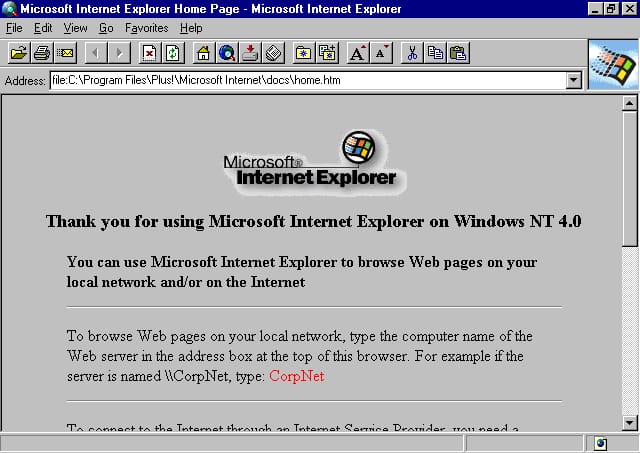 Microsoft Internet Explorer Home Page - Microsoft Internet Explorer
File Edit View Go Favorites Help
Address: file:C:\Program Files\Plus!\Microsoft Internet\docs\home.htm
Microsoft®
Internet Explorer
Thank you for using Microsoft Internet Explorer on Windows NT 4.0
You can use Microsoft Internet Explorer to browse Web pages on your
local network and/or on the Internet
To browse Web pages on your local network, type the computer name of the
Web server in the address box at the top of this browser. For example if the
server is named \\CorpNet, type: CorpNet
To connect to the Internet through an Internet Service Provider, you need a